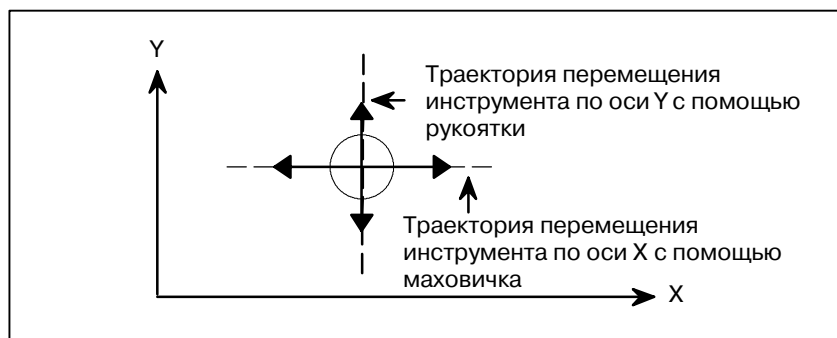 Y
Траектория перемещения
инструмента по оси Y с помощью
рукоятки
Траектория перемещения
инструмента по оси X с помощью
маховичка
X